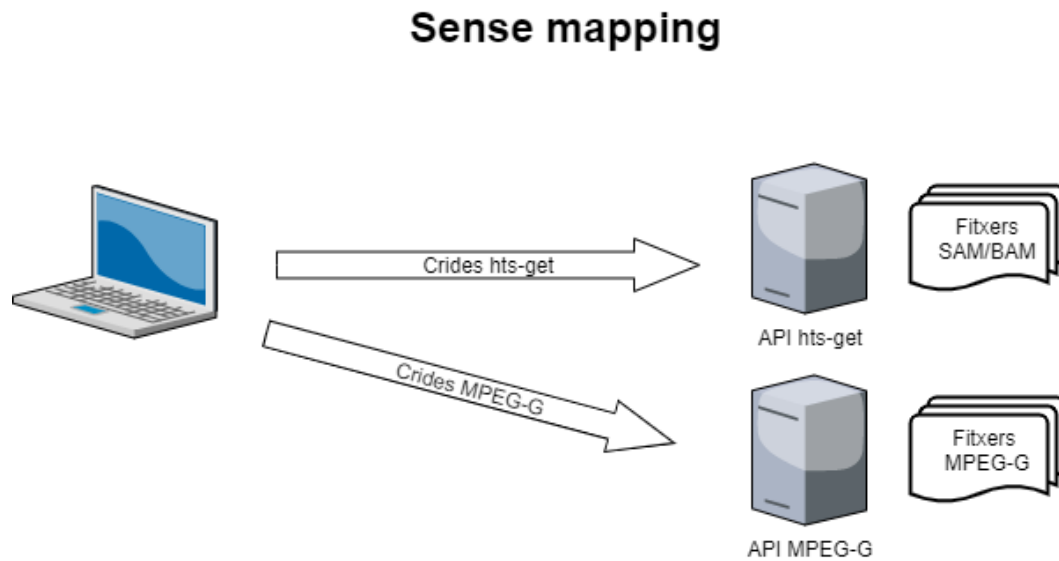 Sense mapping
Crides hts-get
Fitxers
SAM/BAM
API hts-get
Crides MPEG-G
Fitxers
MPEG-G
API MPEG-G